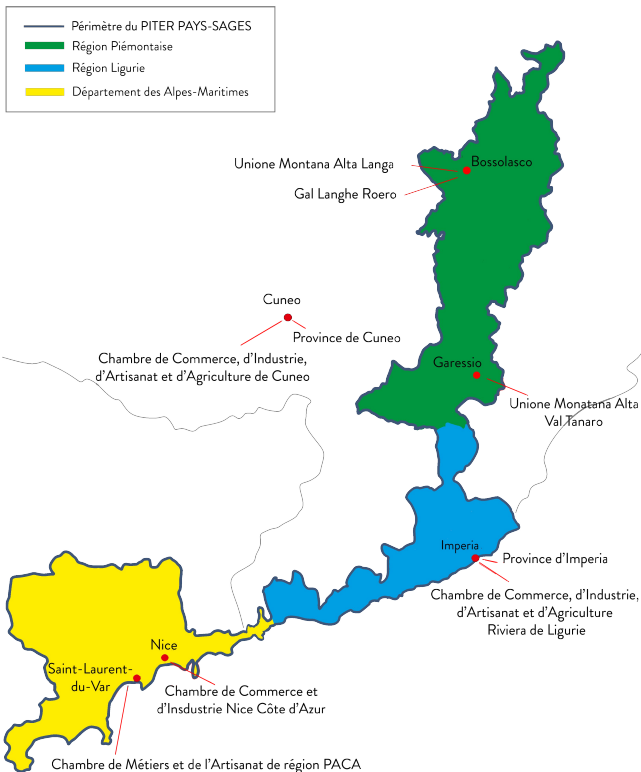 Périmètre du PITER PAYS-SAGES
Région Piémontaise
Région Ligurie
Département des Alpes-Maritimes
Bossolasco
Unione Montana Alta Langa
Gal Langhe Roero
Cuneo
Province de Cuneo
Chambre de Commerce, d'Industrie,
d'Artisanat et d'Agriculture de Cuneo
Garessio
Unione Monatana Alta
Val Tanaro
Imperia
Province d'Imperia
Chambre de Commerce, d'Industrie,
d'Artisanat et d'Agriculture
Riviera de Ligurie
Nice
Saint-Laurent-
du-Var
Chambre de Commerce et
d'Insdustrie Nice Côte d'Azur
Chambre de Métiers et de l'Artisanat de région PACA